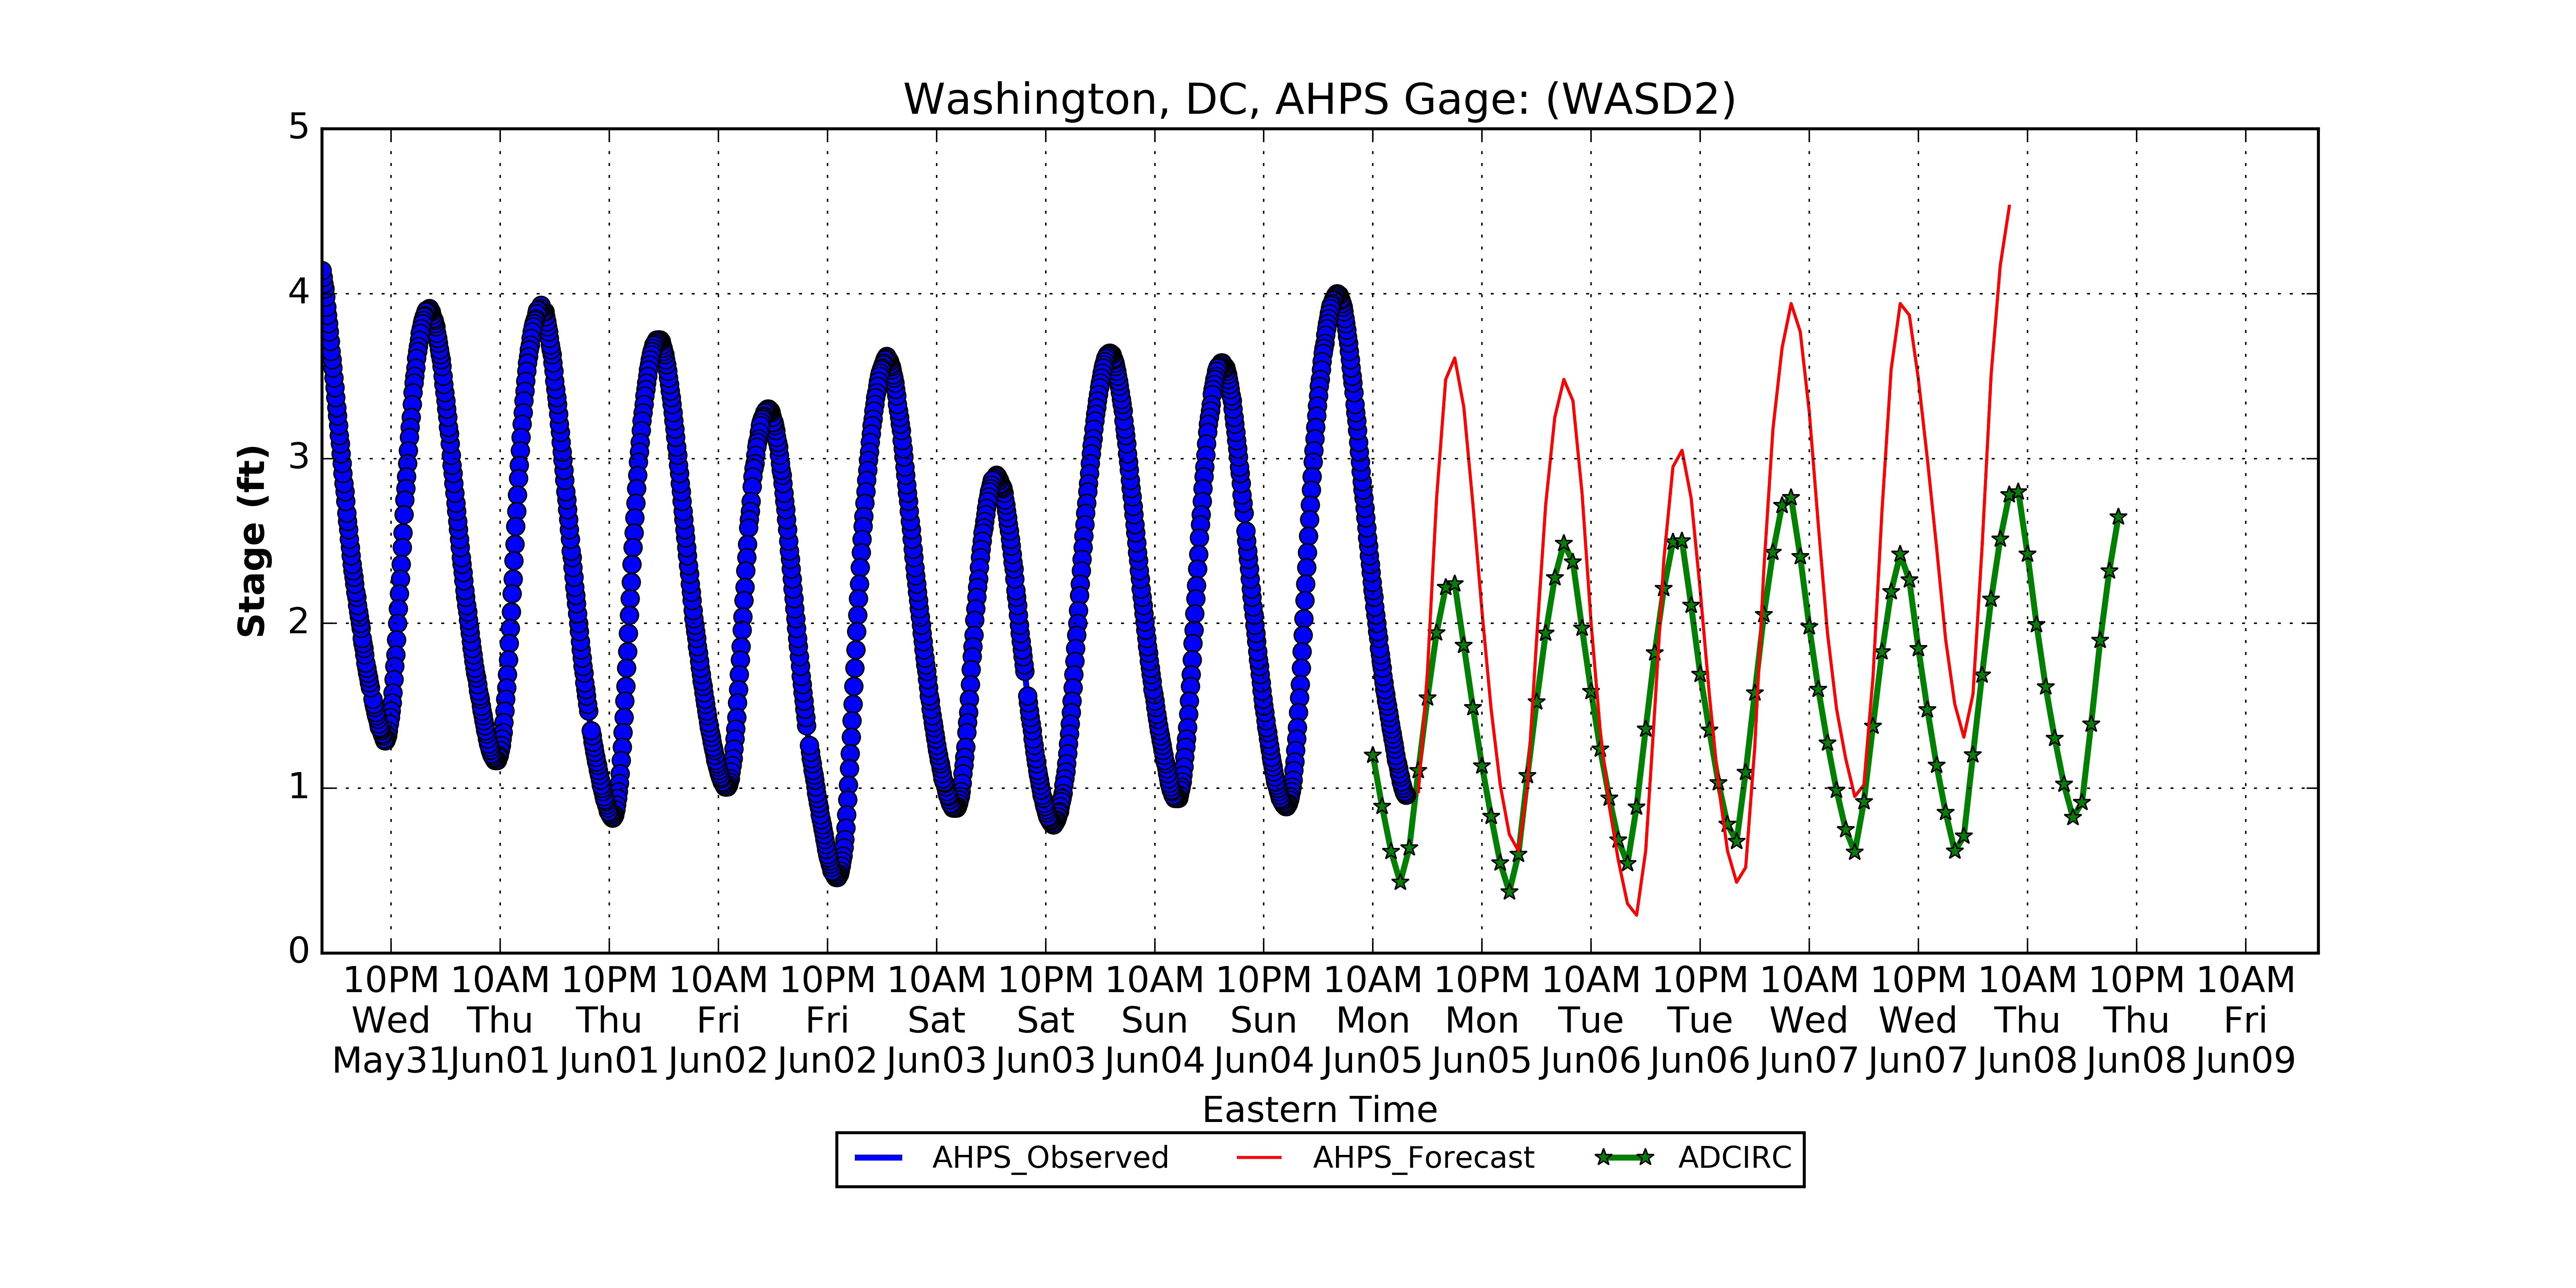 Washington, DC, AHPS Gage: (WASD2)
5
4
3
2
1
0
Stage (ft)
10PM 10AM 10PM 10AM 10PM 10AM 10PM 10AM 10PM 10AM 10PM 10AM 10PM 10AM 10PM 10AM 10PM 10AM
Wed Thu Thu Fri Fri Sat Sat Sun Sun Mon Mon Tue Tue Wed Wed Thu Thu Fri
May31 Jun01 Jun01 Jun02 Jun02 Jun03 Jun03 Jun04 Jun04 Jun05 Jun05 Jun06 Jun06 Jun07 Jun07 Jun08 Jun08 Jun09
Eastern Time
AHPS_Observed AHPS_Forecast ADCIRC